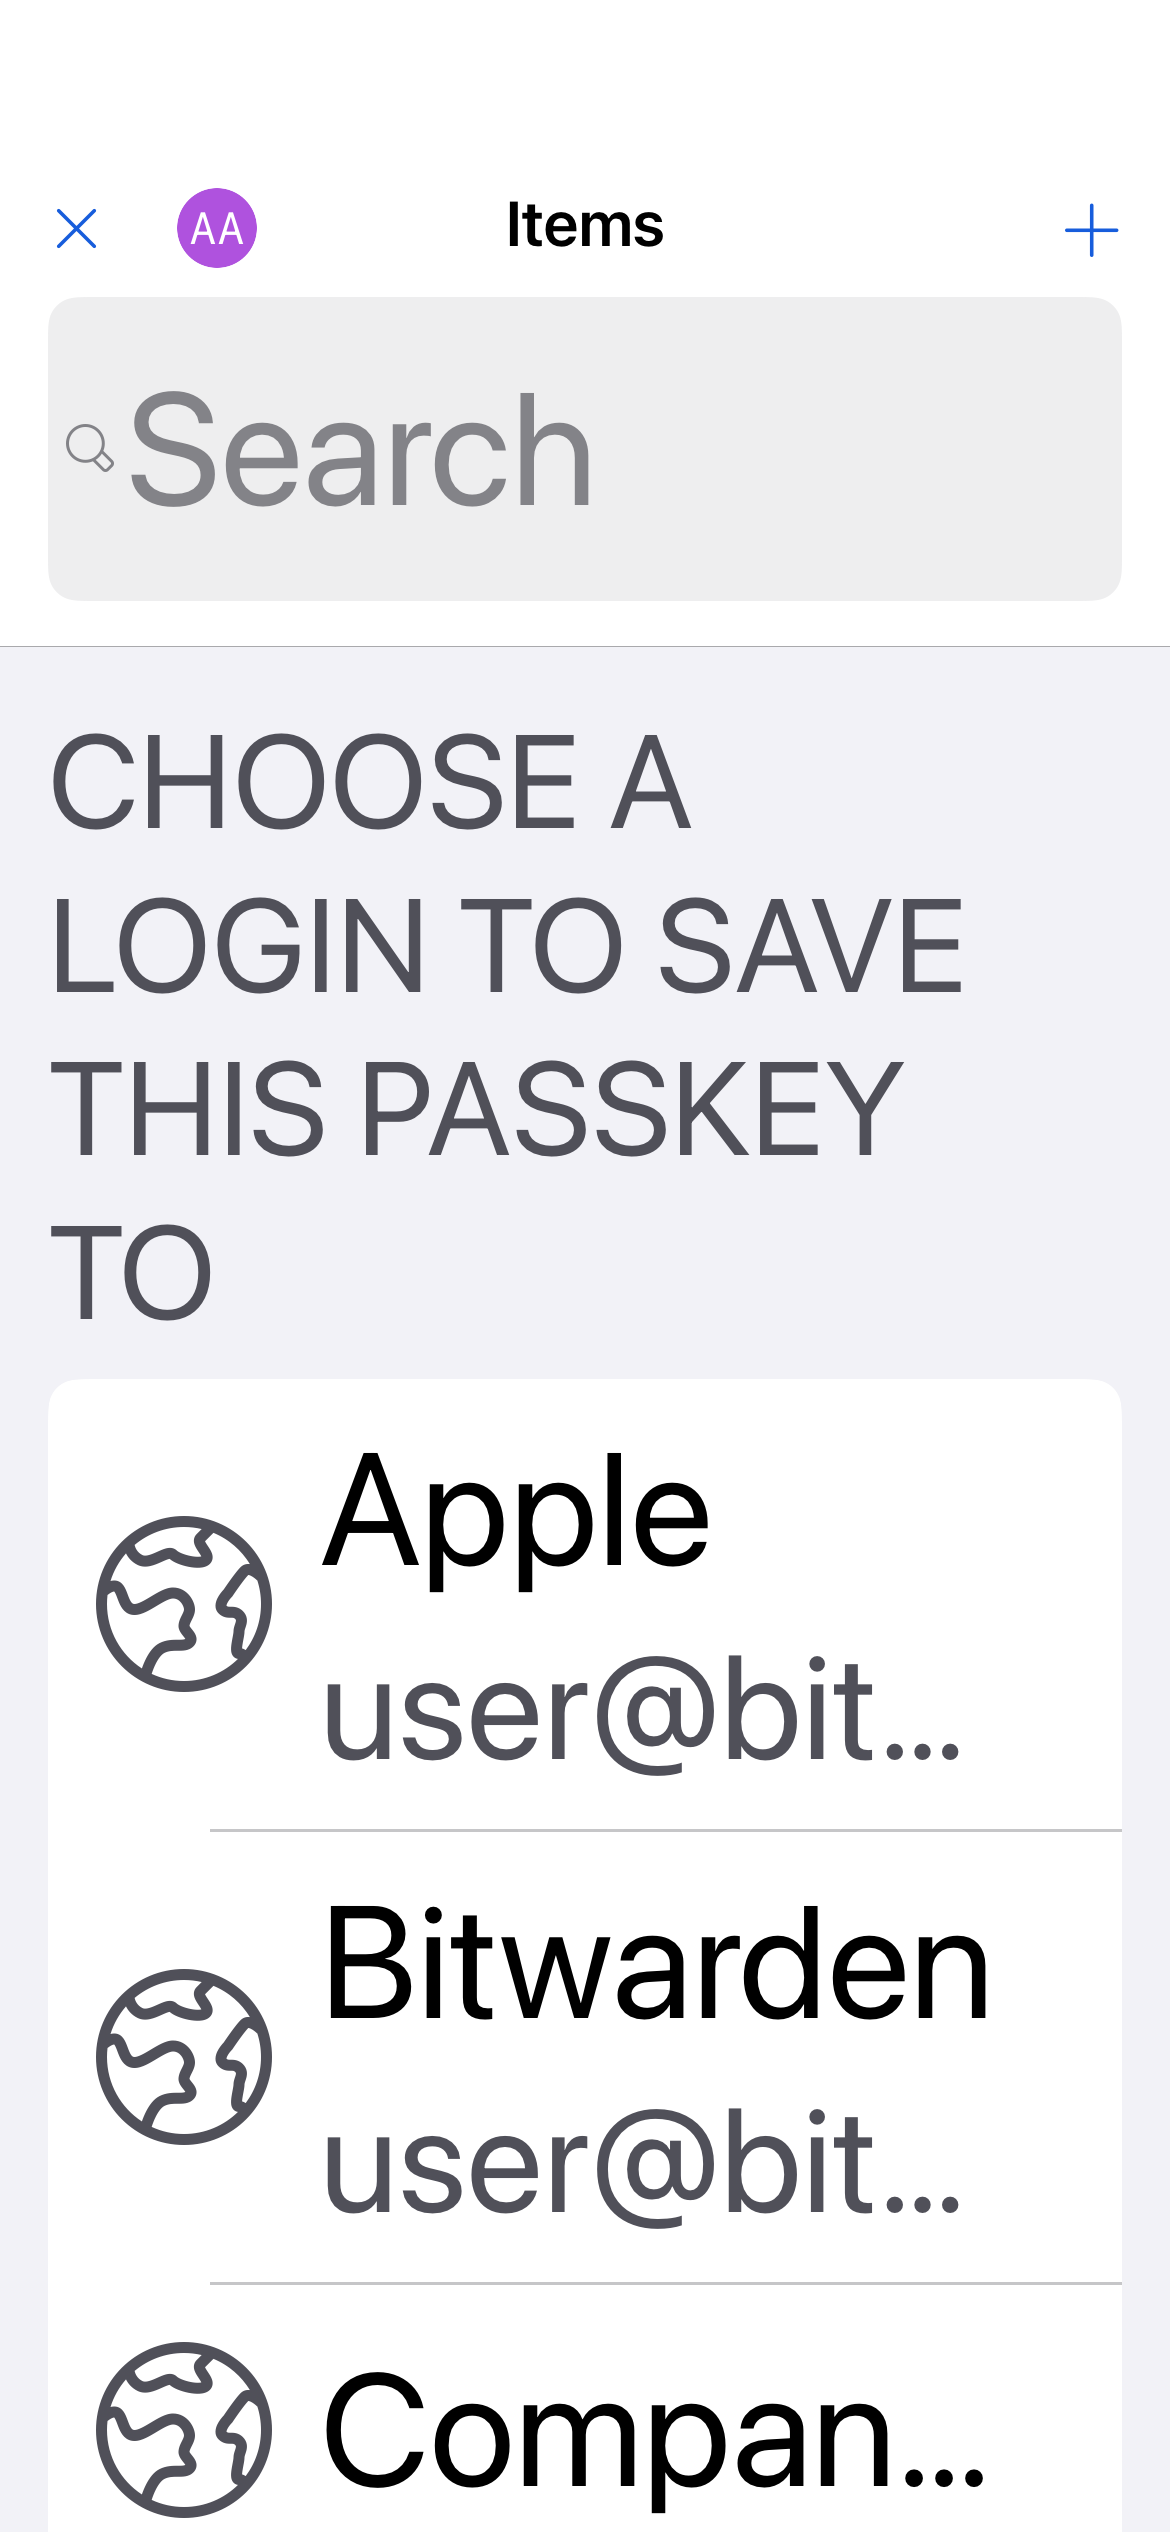 AA
Items
Search
CHOOSE A
LOGIN TO SAVE
THIS PASSKEY
TO
Apple
user@bit...
Bitwarden
user@bit...
Compan...